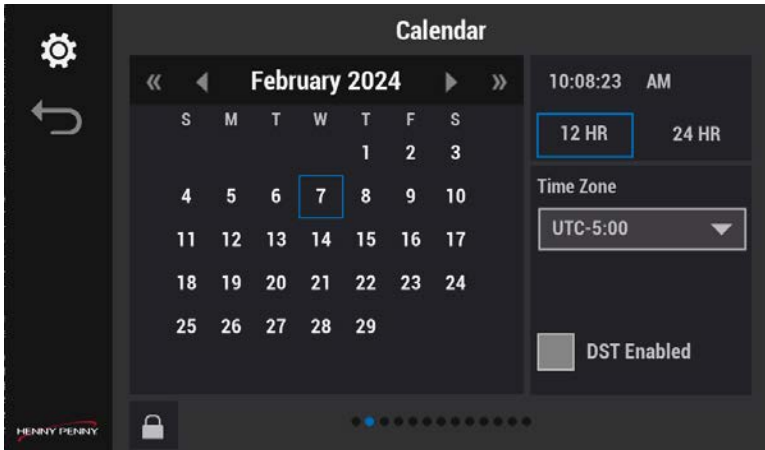 Calendar
« February 2024 »
S M T W T F S
1 2 3
4 5 6 7 8 9 10
11 12 13 14 15 16 17
18 19 20 21 22 23 24
25 26 27 28 29
10:08:23 AM
12 HR 24 HR
Time Zone
UTC-5:00
DST Enabled
HENNY PENNY